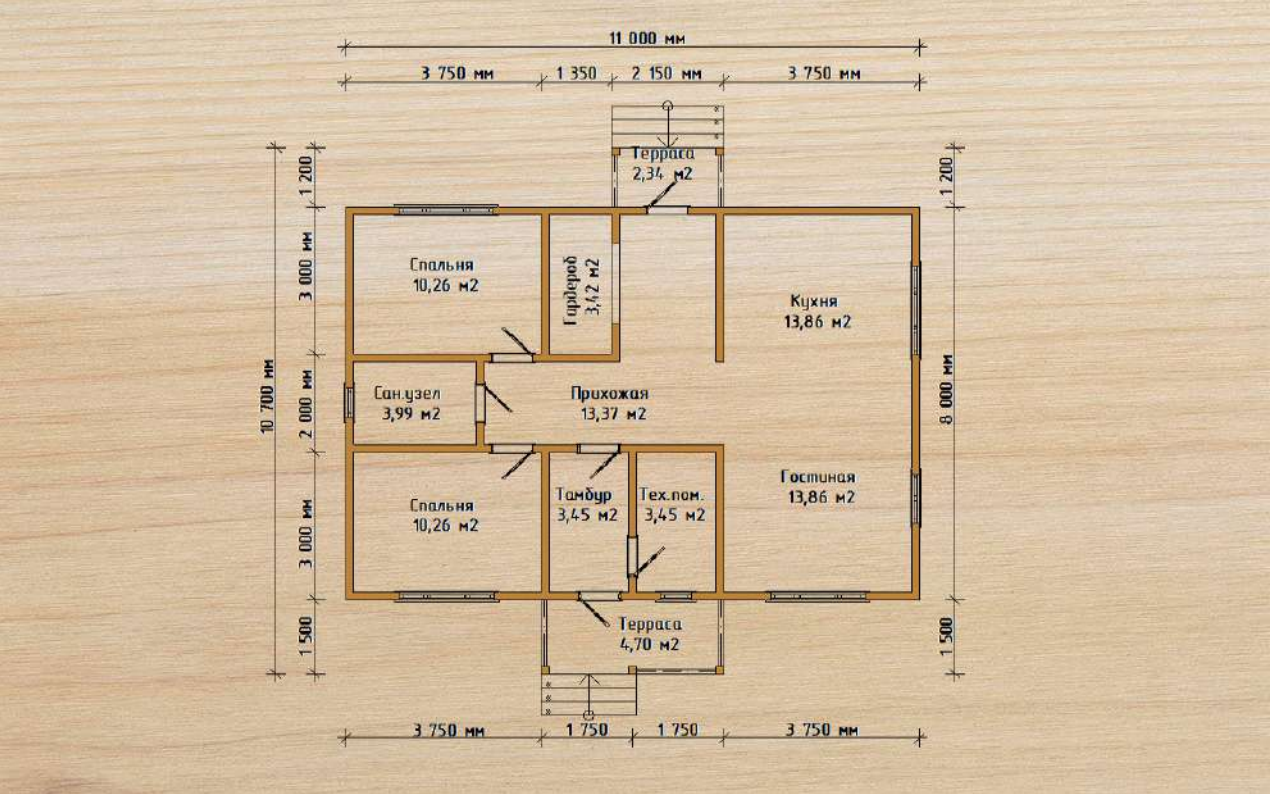 11 000 мм
3 750 мм
1 350
2 150 мм
3 750 мм
Терраса
2,34 м2
1 200
1 200
3 000 мм
Спальня
10,26 м2
Гардероб
3,42 м2
Кухня
13,86 м2
10 700 мм
2 000 мм
Сан.узел
3,99 м2
Прихожая
13,37 м2
8 000 мм
3 000 мм
Спальня
10,26 м2
Тамбур
3,45 м2
Тех.пом.
3,45 м2
Гостиная
13,86 м2
1 500
Терраса
4,70 м2
1 500
3 750 мм
1 750
1 750
3 750 мм